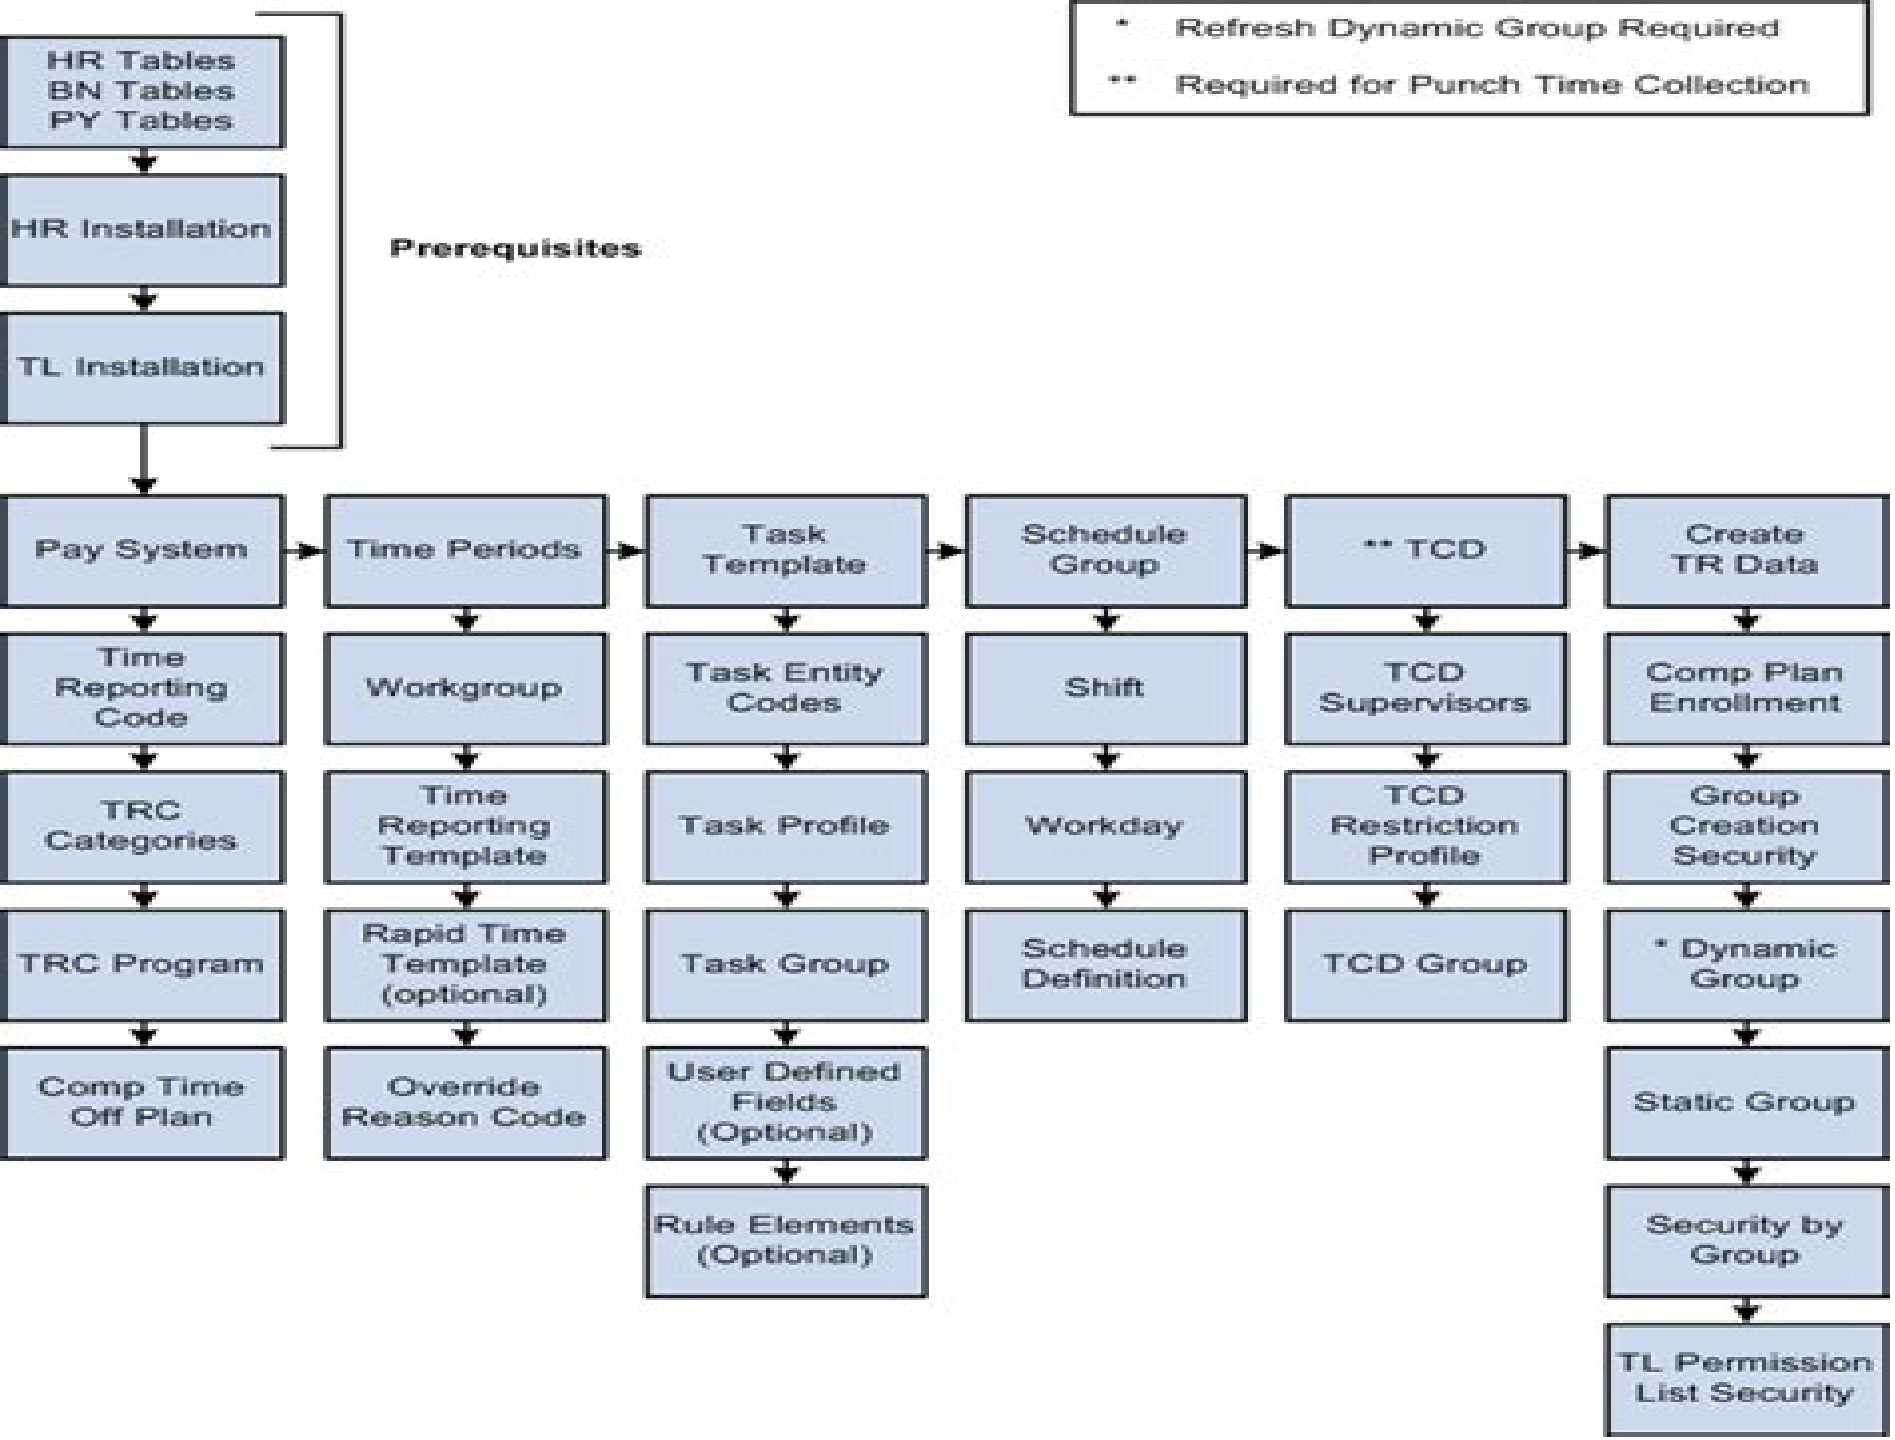 HR Tables
BN Tables
PY Tables
HR Installation
TL Installation
Prerequisites
* Refresh Dynamic Group Required
** Required for Punch Time Collection
Pay System
Time
Reporting
Code
TRC
Categories
TRC Program
Comp Time
Off Plan
Time Periods
Workgroup
Time
Reporting
Template
Rapid Time
Template
(optional)
Override
Reason Code
Task
Template
Task Entity
Codes
Task Profile
Task Group
User Defined
Fields
(Optional)
Rule Elements
(Optional)
Schedule
Group
Shift
Workday
Schedule
Definition
** TCD
TCD
Supervisors
TCD
Restriction
Profile
TCD Group
Create
TR Data
Comp Plan
Enrollment
Group
Creation
Security
* Dynamic
Group
Static Group
Security by
Group
TL Permission
List Security